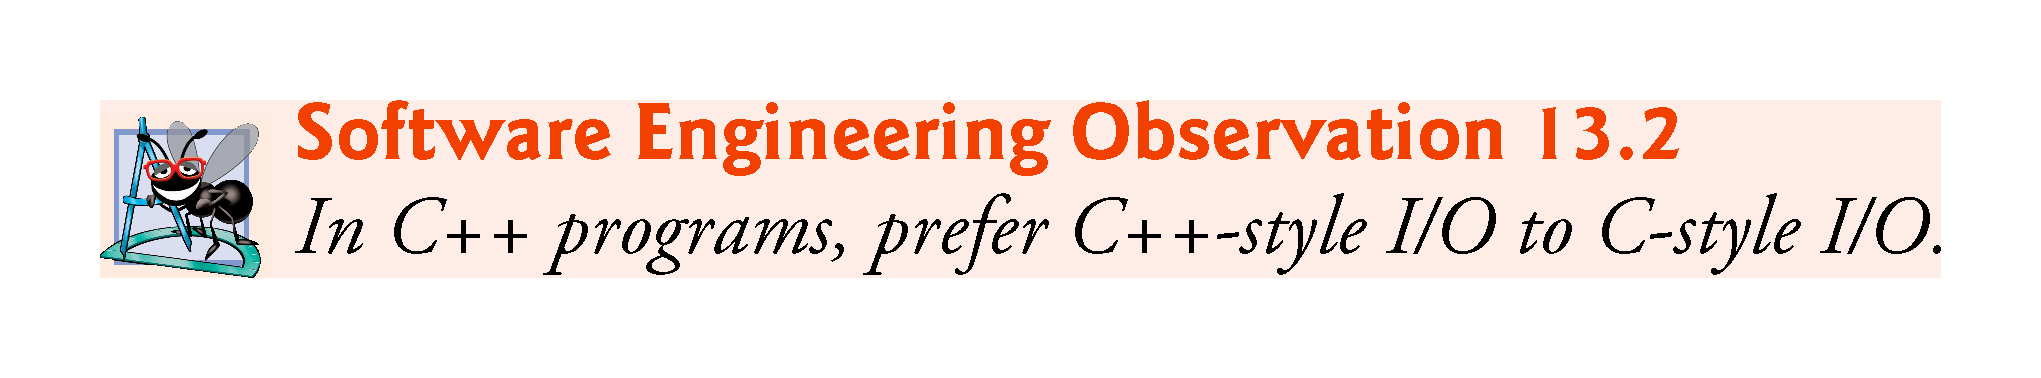 Software Engineering Observation 13.2
In C++ programs, prefer C++-style I/O to C-style I/O.